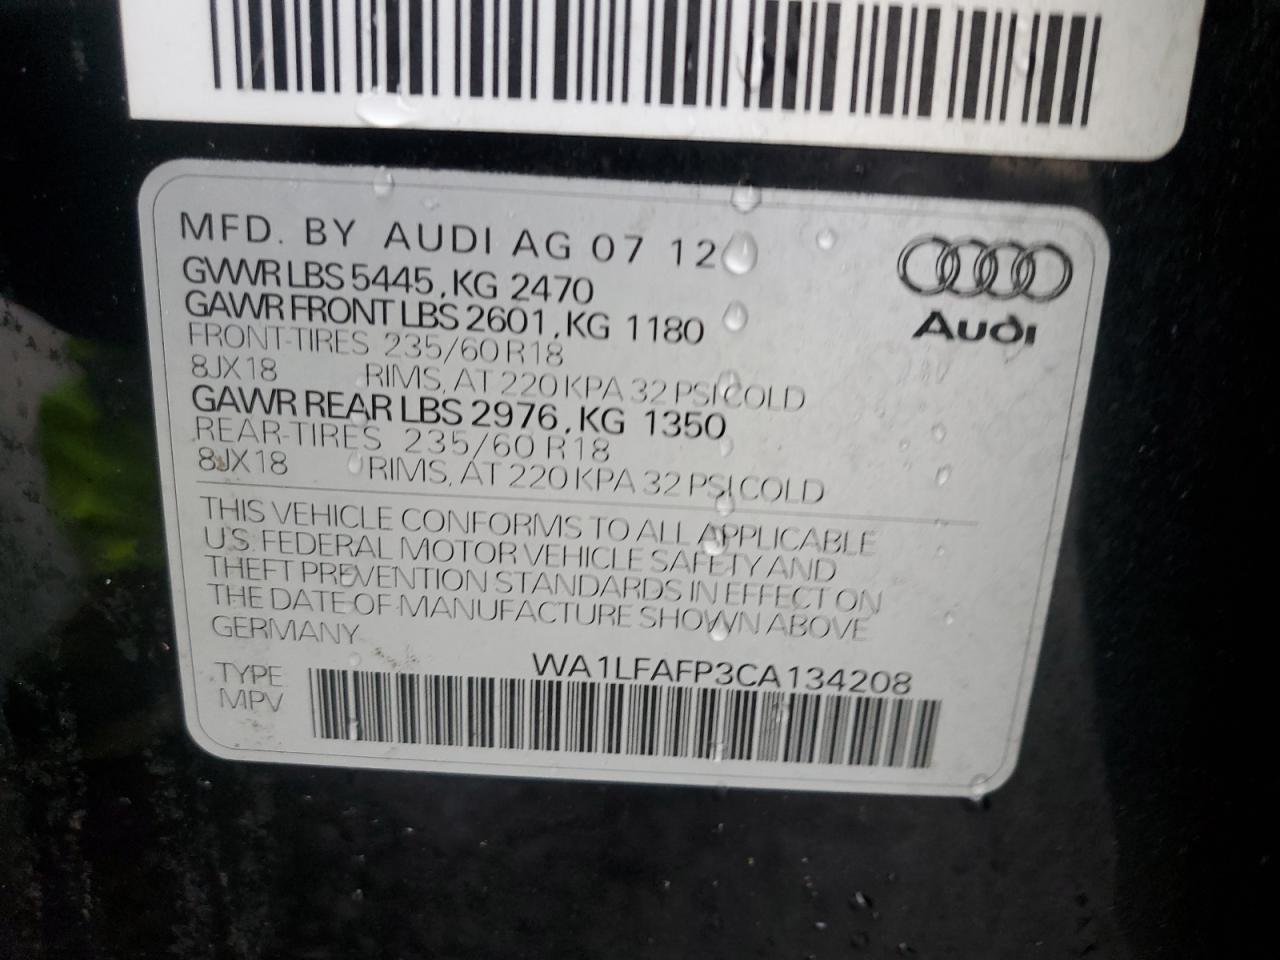 MFD. BY AUDI AG 07 12
GVWR LBS 5445, KG 2470
GAWR FRONT LBS 2601, KG 1180
FRONT-TIRES 235/60 R18
8JX18 RIMS, AT 220 KPA 32 PSI COLD
GAWR REAR LBS 2976, KG 1350
REAR-TIRES 235/60 R18
8JX18 RIMS, AT 220 KPA 32 PSI COLD
Audi
THIS VEHICLE CONFORMS TO ALL APPLICABLE
U.S. FEDERAL MOTOR VEHICLE SAFETY AND
THEFT PREVENTION STANDARDS IN EFFECT ON
THE DATE OF MANUFACTURE SHOWN ABOVE
GERMANY
WA1LFAFP3CA134208
TYPE
MPV